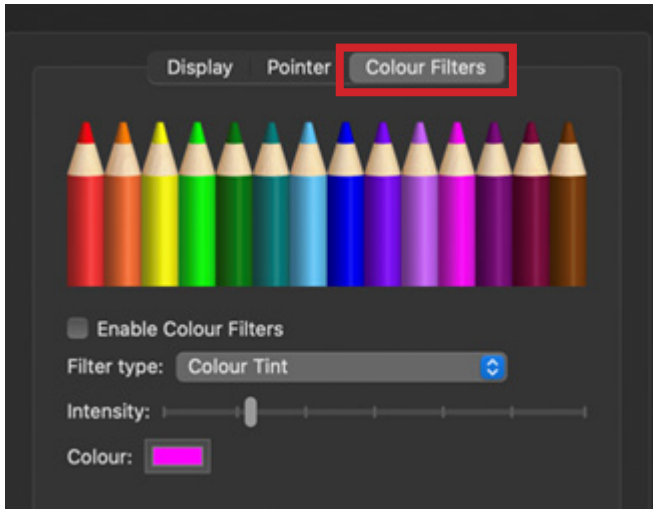 Display Pointer Colour Filters
Enable Colour Filters
Filter type: Colour Tint
Intensity:
Colour: